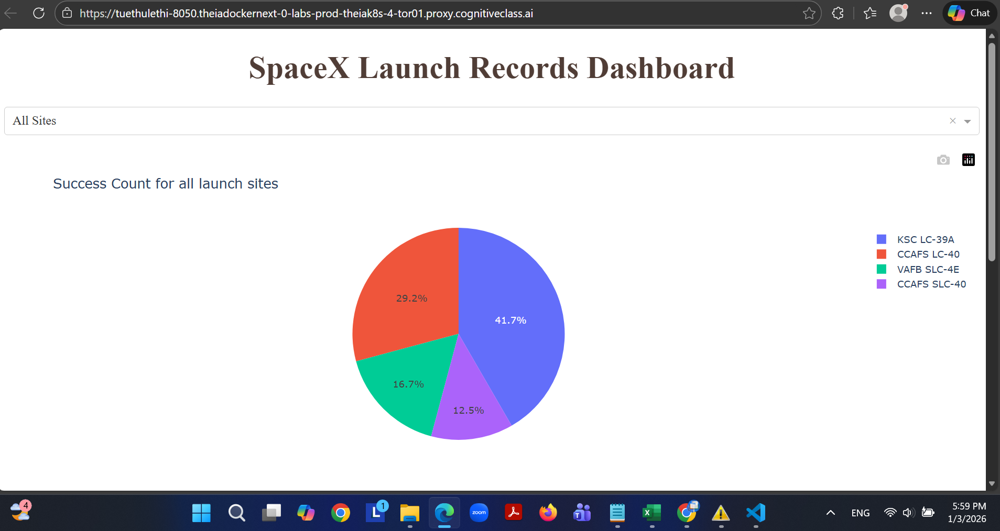 https://tuethulethi-8050.theiadockernext-0-labs-prod-theiak8s-4-tor01.proxy.cognitiveclass.ai
Chat
SpaceX Launch Records Dashboard
All Sites
×
Success Count for all launch sites
KSC LC-39A
CCAFS LC-40
VAFB SLC-4E
CCAFS SLC-40
29.2%
41.7%
16.7%
12.5%
4
L
1
zoom
T
X
ENG
5:59 PM
1/3/2026